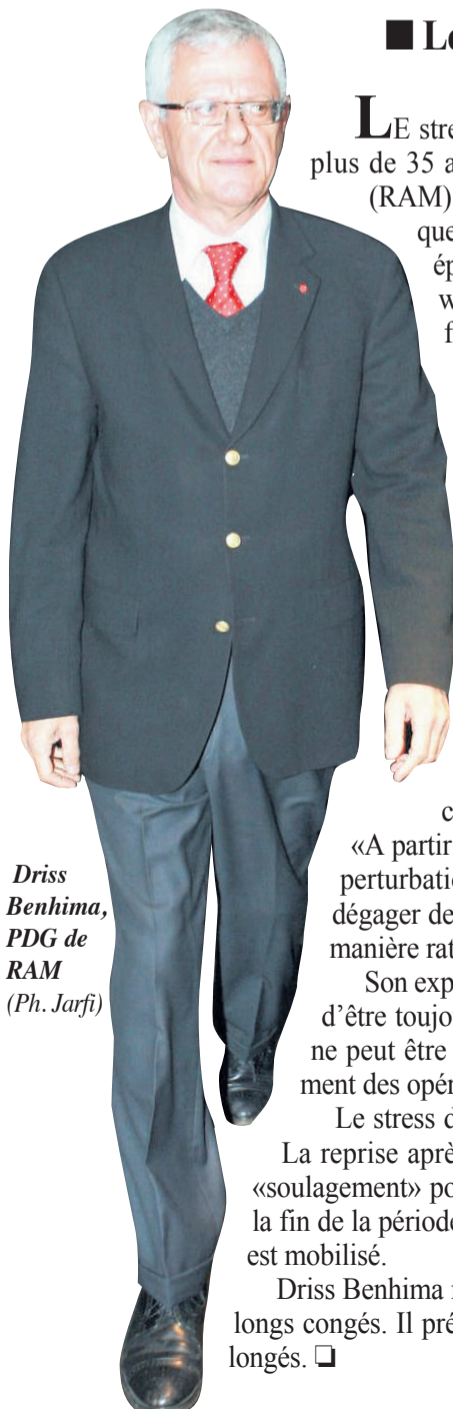 ■ Le
LE stre
plus de 35 a
(RAM)
que
ép
w
f
c
«A partir
perturbatio
dégager de
manière rat
Son exp
d'être toujo
ne peut être
ment des opér
Le stress d
La reprise aprè
«soulagement» po
la fin de la période
est mobilisé.
Driss Benhima
longs congés. Il pré
longés. ❏
Driss
Benhima,
PDG de
RAM
(Ph. Jarfi)